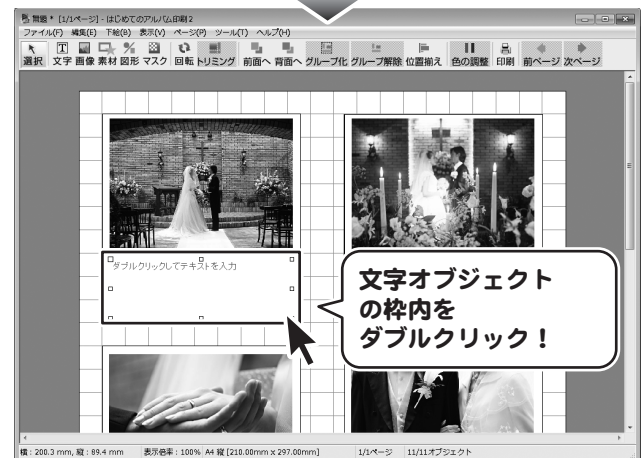 無題 * [1/1ページ] - はじめてのアルバム印刷2
ファイル(F) 編集(E) 下絵(B) 表示(V) ページ(P) ツール(T) ヘルプ(H)
選択 文字 画像 素材 図形 マスク 回転 トリミング 前面へ 背面へ グループ化 グループ解除 位置揃え 色の調整 印刷 前ページ 次ページ
ダブルクリックしてテキストを入力
文字オブジェクト
の枠内を
ダブルクリック！
横 : 200.3 mm, 縦 : 89.4 mm 表示倍率 : 100% A4 縦 [210.00mm x 297.00mm] 1/1ページ 11/11オブジェクト